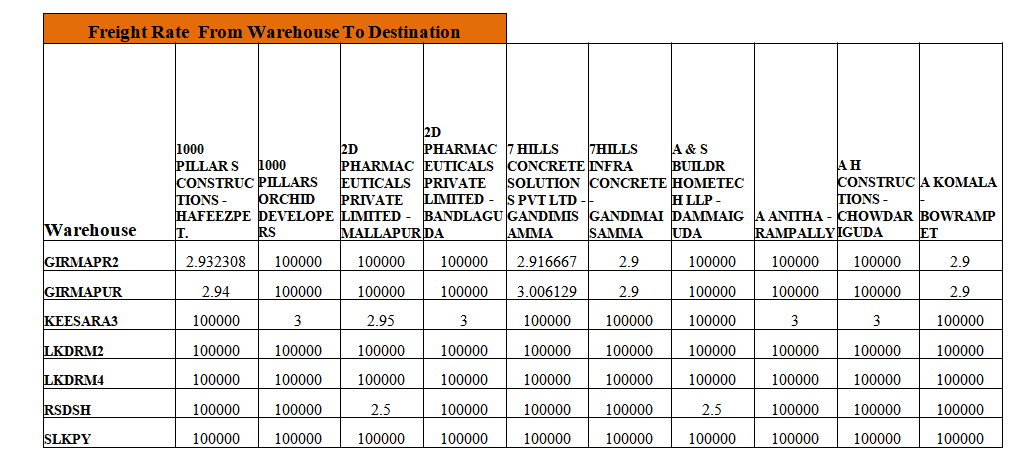 Freight Rate From Warehouse To Destination
Warehouse
1000
PILLAR S
CONSTRUC
TIONS -
HAFEEZPE
T.
1000
PILLARS
ORCHID
DEVELOPE
RS
2D
PHARMAC
EUTICALS
PRIVATE
LIMITED -
MALLAPUR
2D
PHARMAC
EUTICALS
PRIVATE
LIMITED -
BANDLAGU
DA
7 HILLS
CONCRETE
SOLUTION
S PVT LTD -
GANDIMIS
AMMA
7HILLS
INFRA
CONCRETE
-
GANDIMAI
SAMMA
A & S
BUILDR
HOMETEC
H LLP -
DAMMAIG
UDA
A ANITHA -
RAMPALLY
A H
CONSTRUC
TIONS -
CHOWDAR
IGUDA
A KOMALA
-
BOWRAMP
ET
GIRMAPR2 2.932308 100000 100000 100000 2.916667 2.9 100000 100000 100000 2.9
GIRMAPUR 2.94 100000 100000 100000 3.006129 2.9 100000 100000 100000 2.9
KEESARA3 100000 3 2.95 3 100000 100000 100000 3 3 100000
LKDRM2 100000 100000 100000 100000 100000 100000 100000 100000 100000 100000
LKDRM4 100000 100000 100000 100000 100000 100000 100000 100000 100000 100000
RSDSH 100000 100000 2.5 100000 100000 100000 2.5 100000 100000 100000
SLKPY 100000 100000 100000 100000 100000 100000 100000 100000 100000 100000